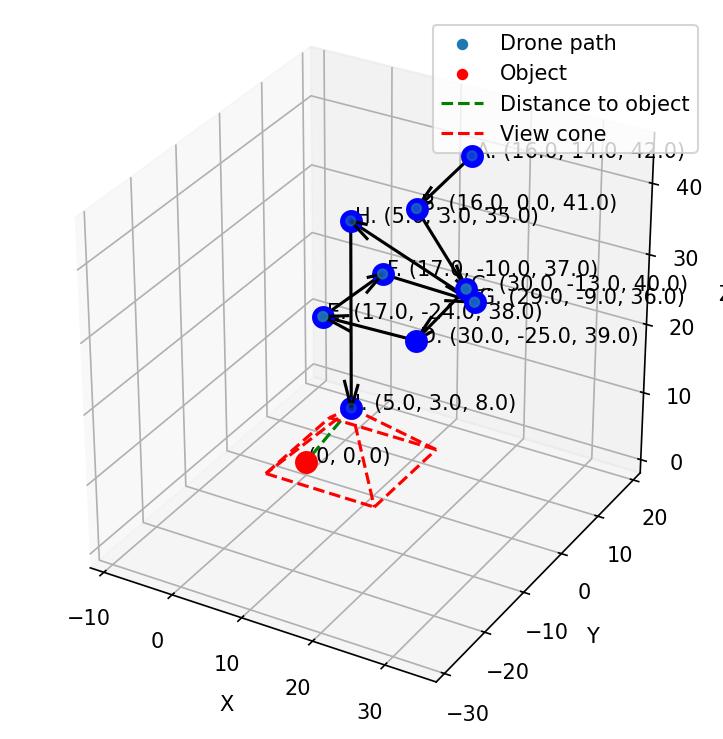 Drone path
Object
Distance to object
View cone
A. (16.0, 14.0, 42.0)
B. (16.0, 0.0, 41.0)
H. (5.0, 3.0, 35.0)
F. (17.0, -10.0, 37.0)
C. (30.0, -13.0, 40.0)
G. (29.0, -9.0, 36.0)
E. (17.0, -24.0, 38.0)
D. (30.0, -25.0, 39.0)
(5.0, 3.0, 8.0)
(0, 0, 0)
40
30
20
10
0
20
10
0
−10
−20
−30
−10
0
10
20
30
X
Y